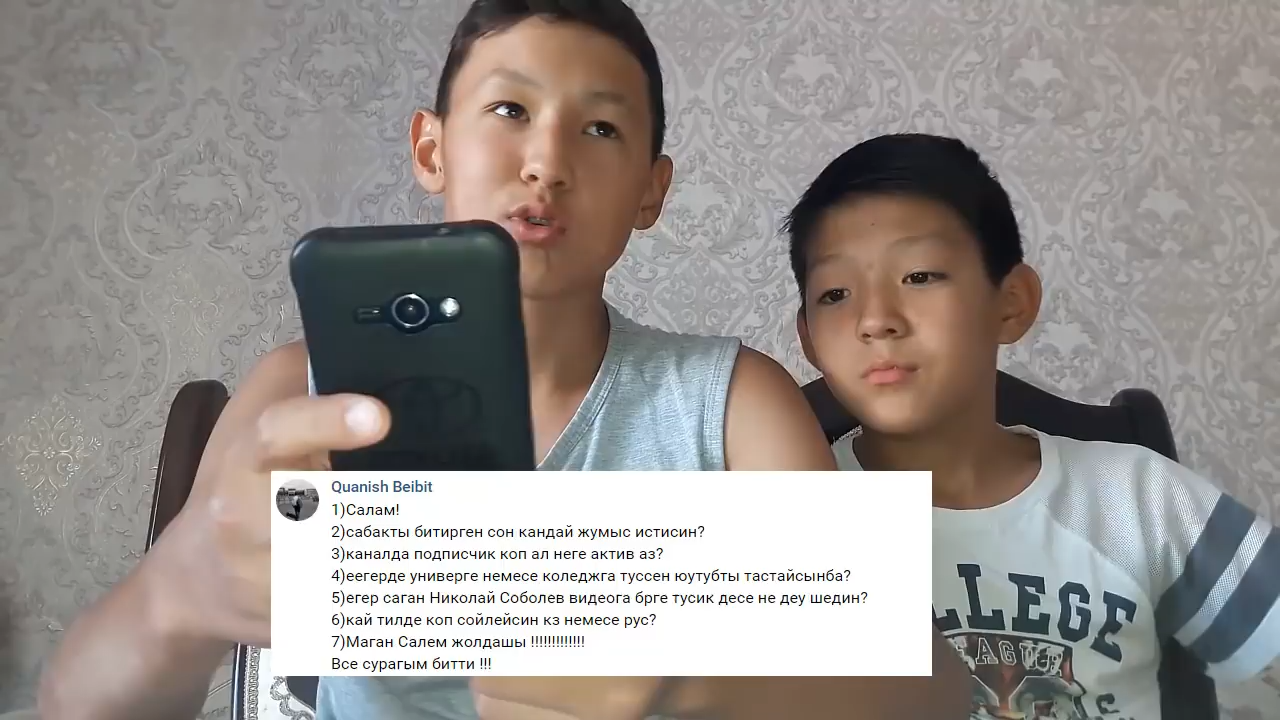 Quanish Beibit
1)Салам!
2)сабакты битирген сон кандай жумыс истисин?
3)каналда подписчик коп ал неге актив аз?
4)еегерде универге немесе коледжга туссен юутубты тастайсынба?
5)егер саган Николай Соболев видеога брге тусик десе не деу шедин?
6)кай тилде коп сойлейсин кз немесе рус?
7)Маган Салем жолдашы !!!!!!!!!!!!!
Все сурагым битти !!!
LLEGE